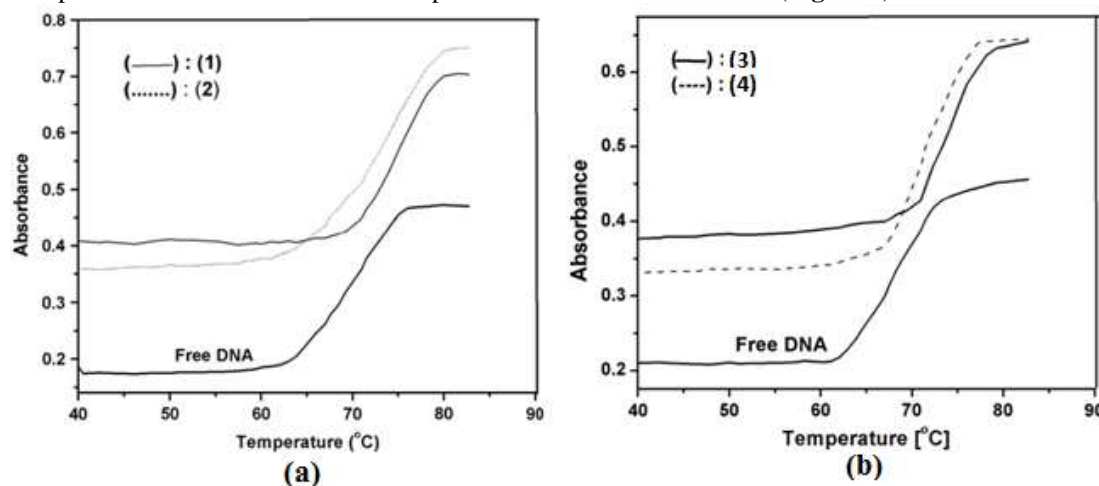 (——) : (1)
(.......) : (2)
Absorbance
0.8
0.7
0.6
0.5
0.4
0.3
0.2
Free DNA
40 50 60 70 80 90
Temperature (°C)
(a)
(——) : (3)
(----) : (4)
Absorbance
0.6
0.5
0.4
0.3
0.2
Free DNA
40 50 60 70 80 90
Temperature [°C]
(b)